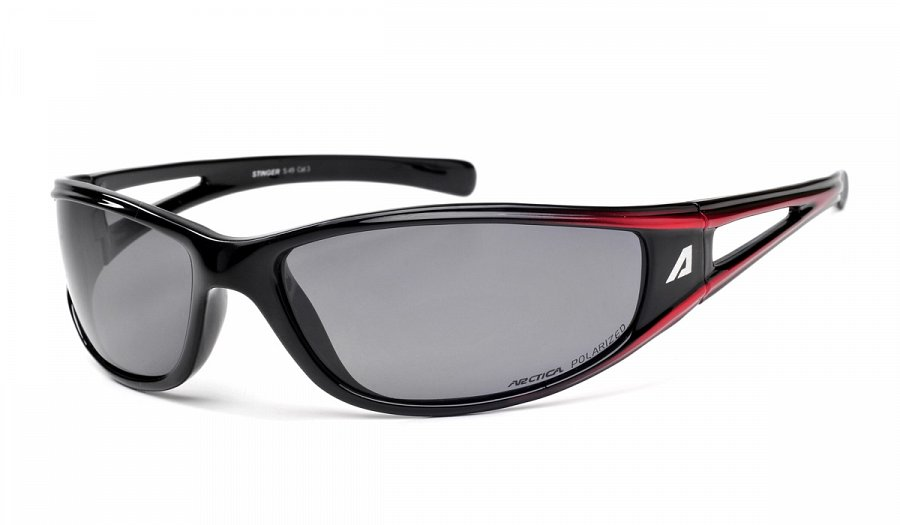 STINGER S-49 Cat.3
A
ARCTICA POLARIZED